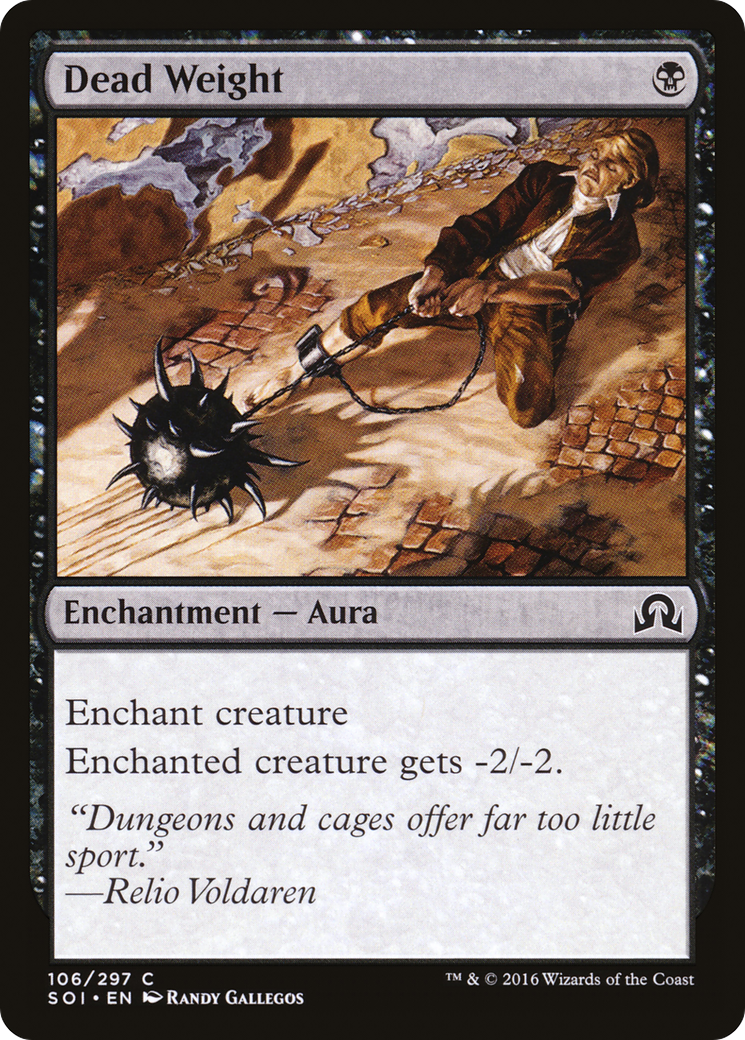 Dead Weight
Enchantment — Aura
Enchant creature
Enchanted creature gets -2/-2.
“Dungeons and cages offer far too little
sport.”
—Relio Voldaren
106/297 C
™ & © 2016 Wizards of the Coast
SOI • EN Randy Gallegos